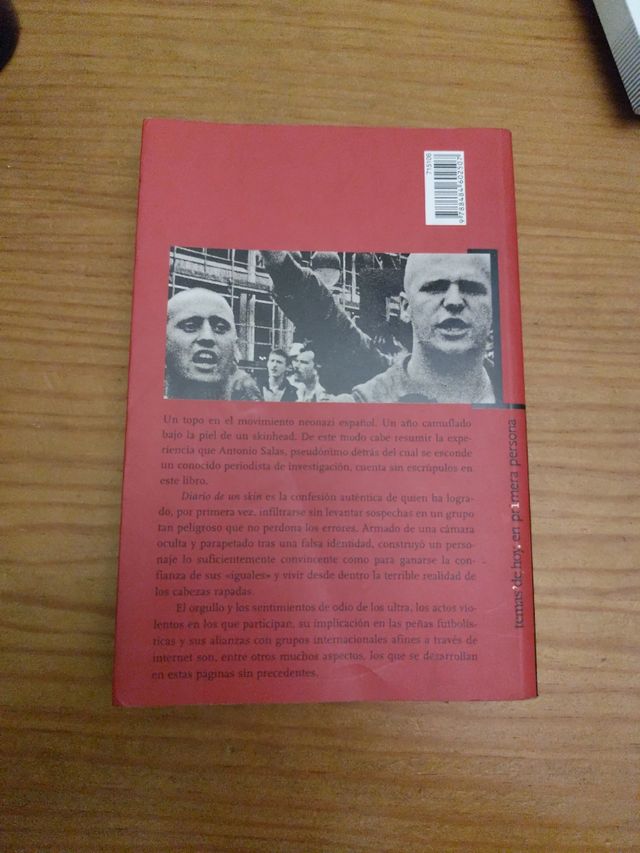 715106
9 788484 602507
Un topo en el movimiento neonazi español. Un año camuflado
bajo la piel de un skinhead. De este modo cabe resumir la expe-
riencia que Antonio Salas, pseudónimo detrás del cual se esconde
un conocido periodista de investigación, cuenta sin escrúpulos en
este libro.
Diario de un skin es la confesión auténtica de quien ha logra-
do, por primera vez, infiltrarse sin levantar sospechas en un grupo
tan peligroso que no perdona los errores. Armado de una cámara
oculta y parapetado tras una falsa identidad, construyó un perso-
naje lo suficientemente convincente como para ganarse la con-
fianza de sus «iguales» y vivir desde dentro la terrible realidad de
los cabezas rapadas.
El orgullo y los sentimientos de odio de los ultra, los actos vio-
lentos en los que participan, su implicación en las peñas futbolís-
ticas y sus alianzas con grupos internacionales afines a través de
internet son, entre otros muchos aspectos, los que se desarrollan
en estas páginas sin precedentes.
temas de hoy. en pr1mera persona